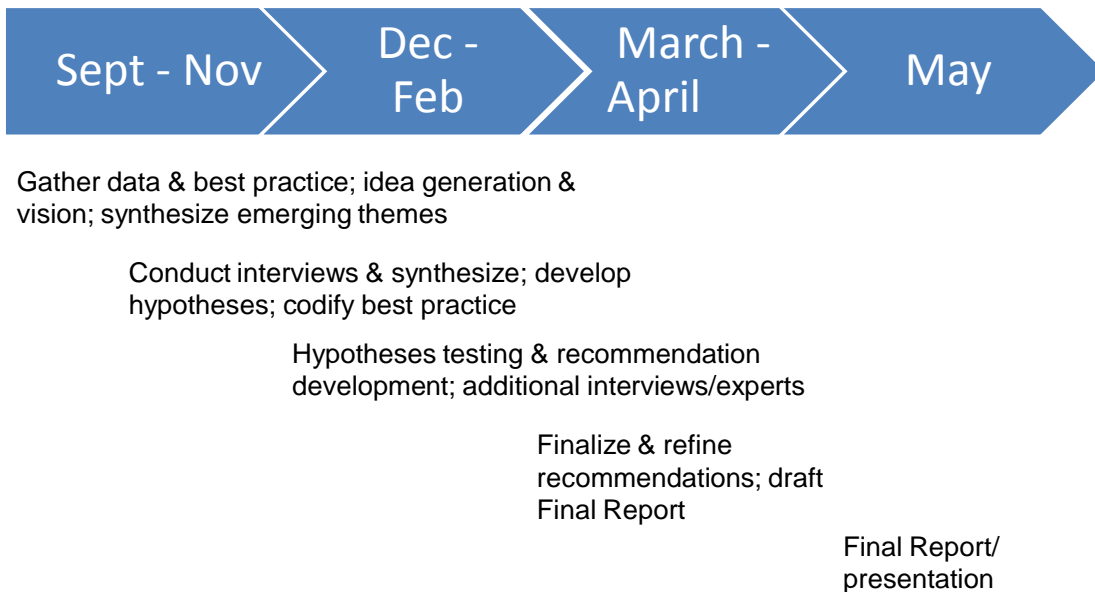 Sept - Nov
Dec -
Feb
March -
April
May
Gather data & best practice; idea generation &
vision; synthesize emerging themes
Conduct interviews & synthesize; develop
hypotheses; codify best practice
Hypotheses testing & recommendation
development; additional interviews/experts
Finalize & refine
recommendations; draft
Final Report
Final Report/
presentation